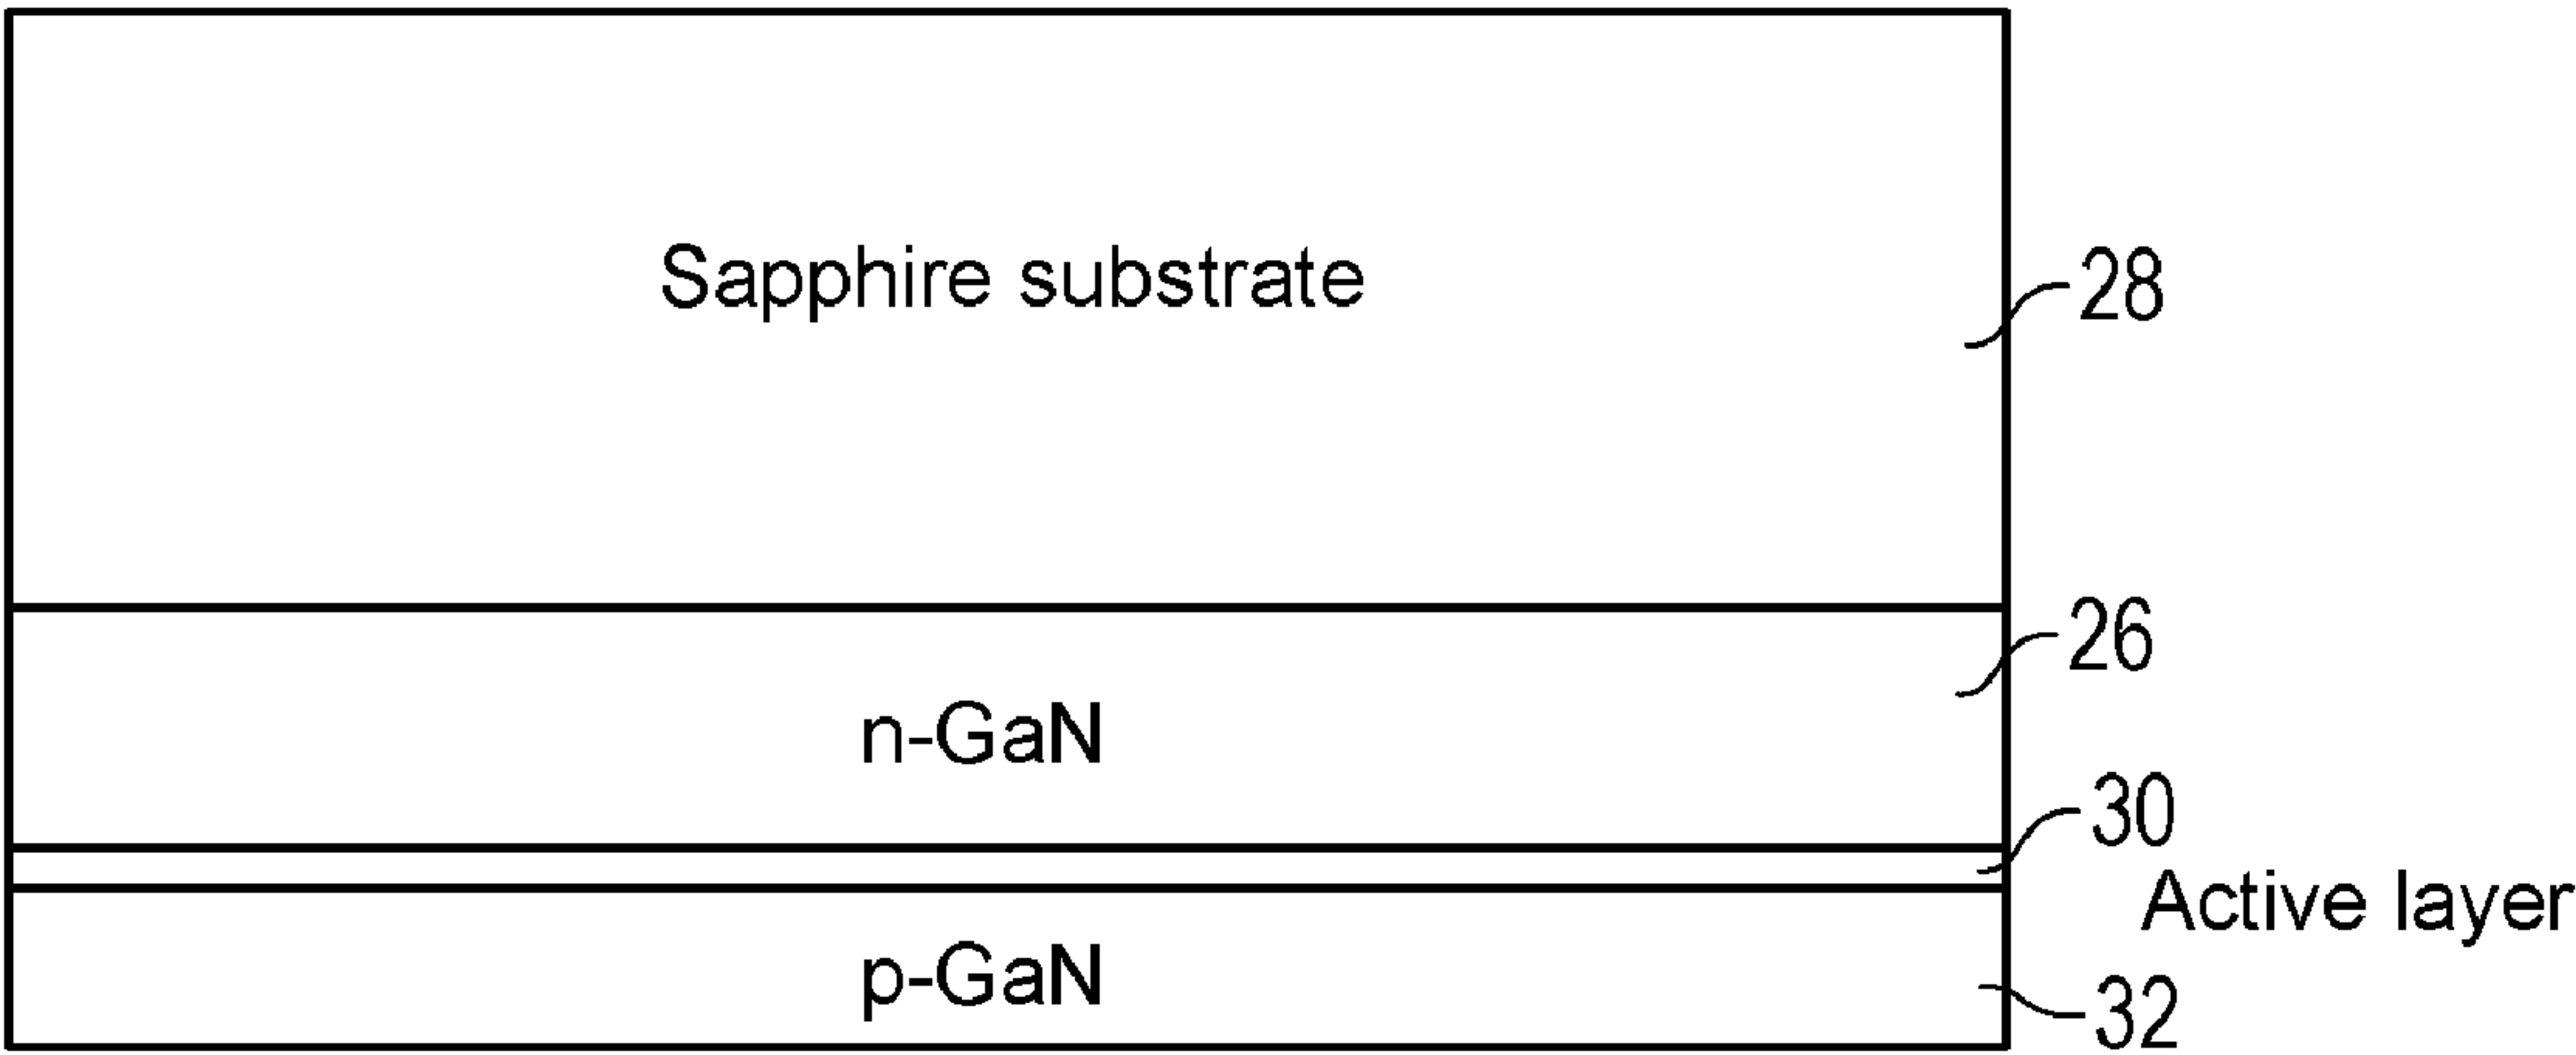 Sapphire substrate
28
26
n-GaN
30
Active layer
p-GaN
32